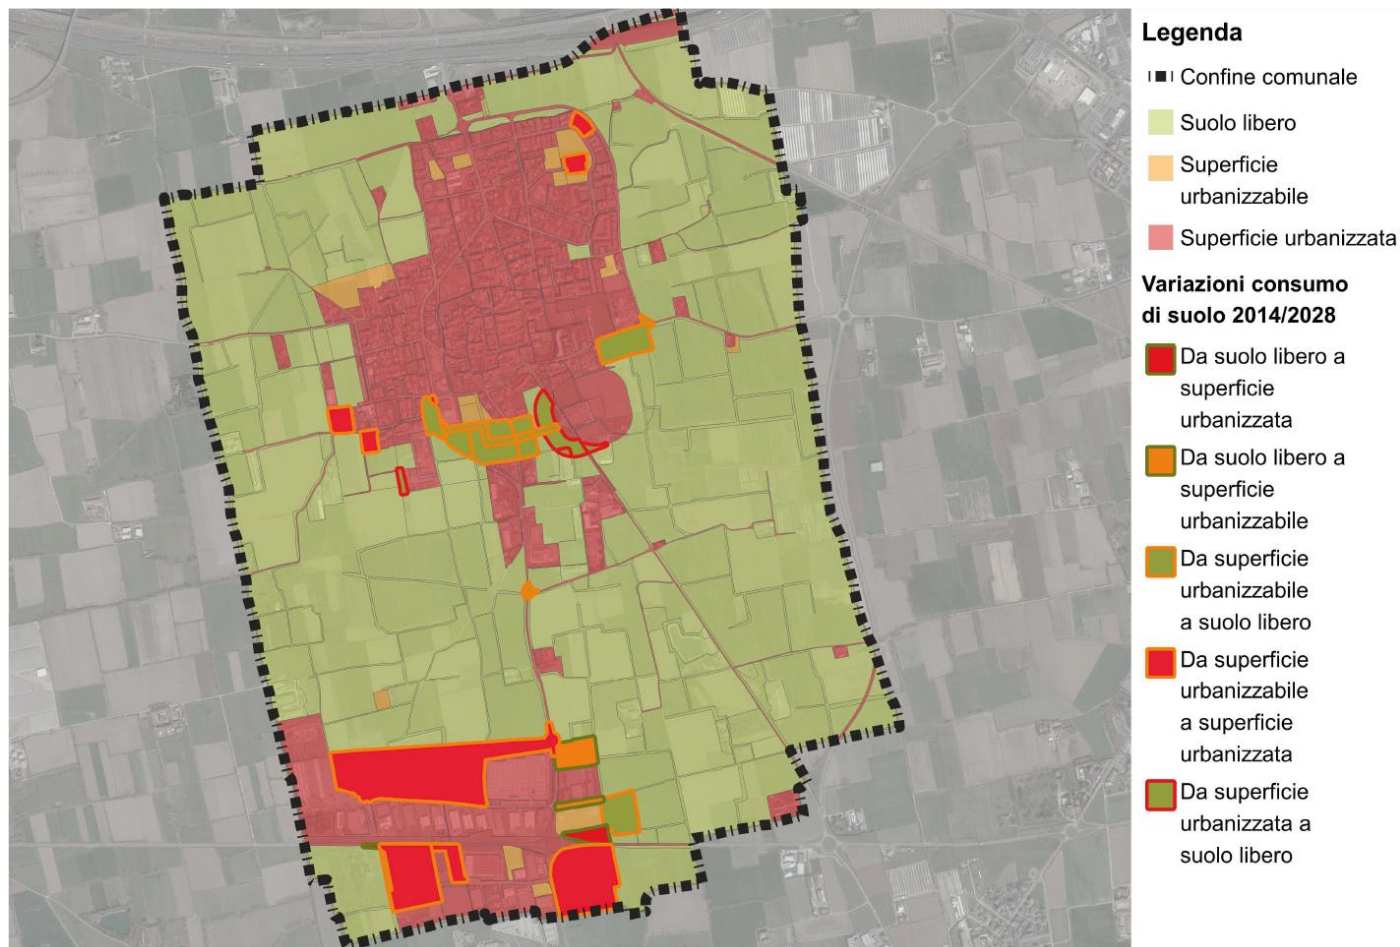 Legenda
Confine comunale
Suolo libero
Superficie
urbanizzabile
Superficie urbanizzata
Variazioni consumo
di suolo 2014/2028
Da suolo libero a
superficie
urbanizzata
Da suolo libero a
superficie
urbanizzabile
Da superficie
urbanizzabile
a suolo libero
Da superficie
urbanizzabile
a superficie
urbanizzata
Da superficie
urbanizzata a
suolo libero